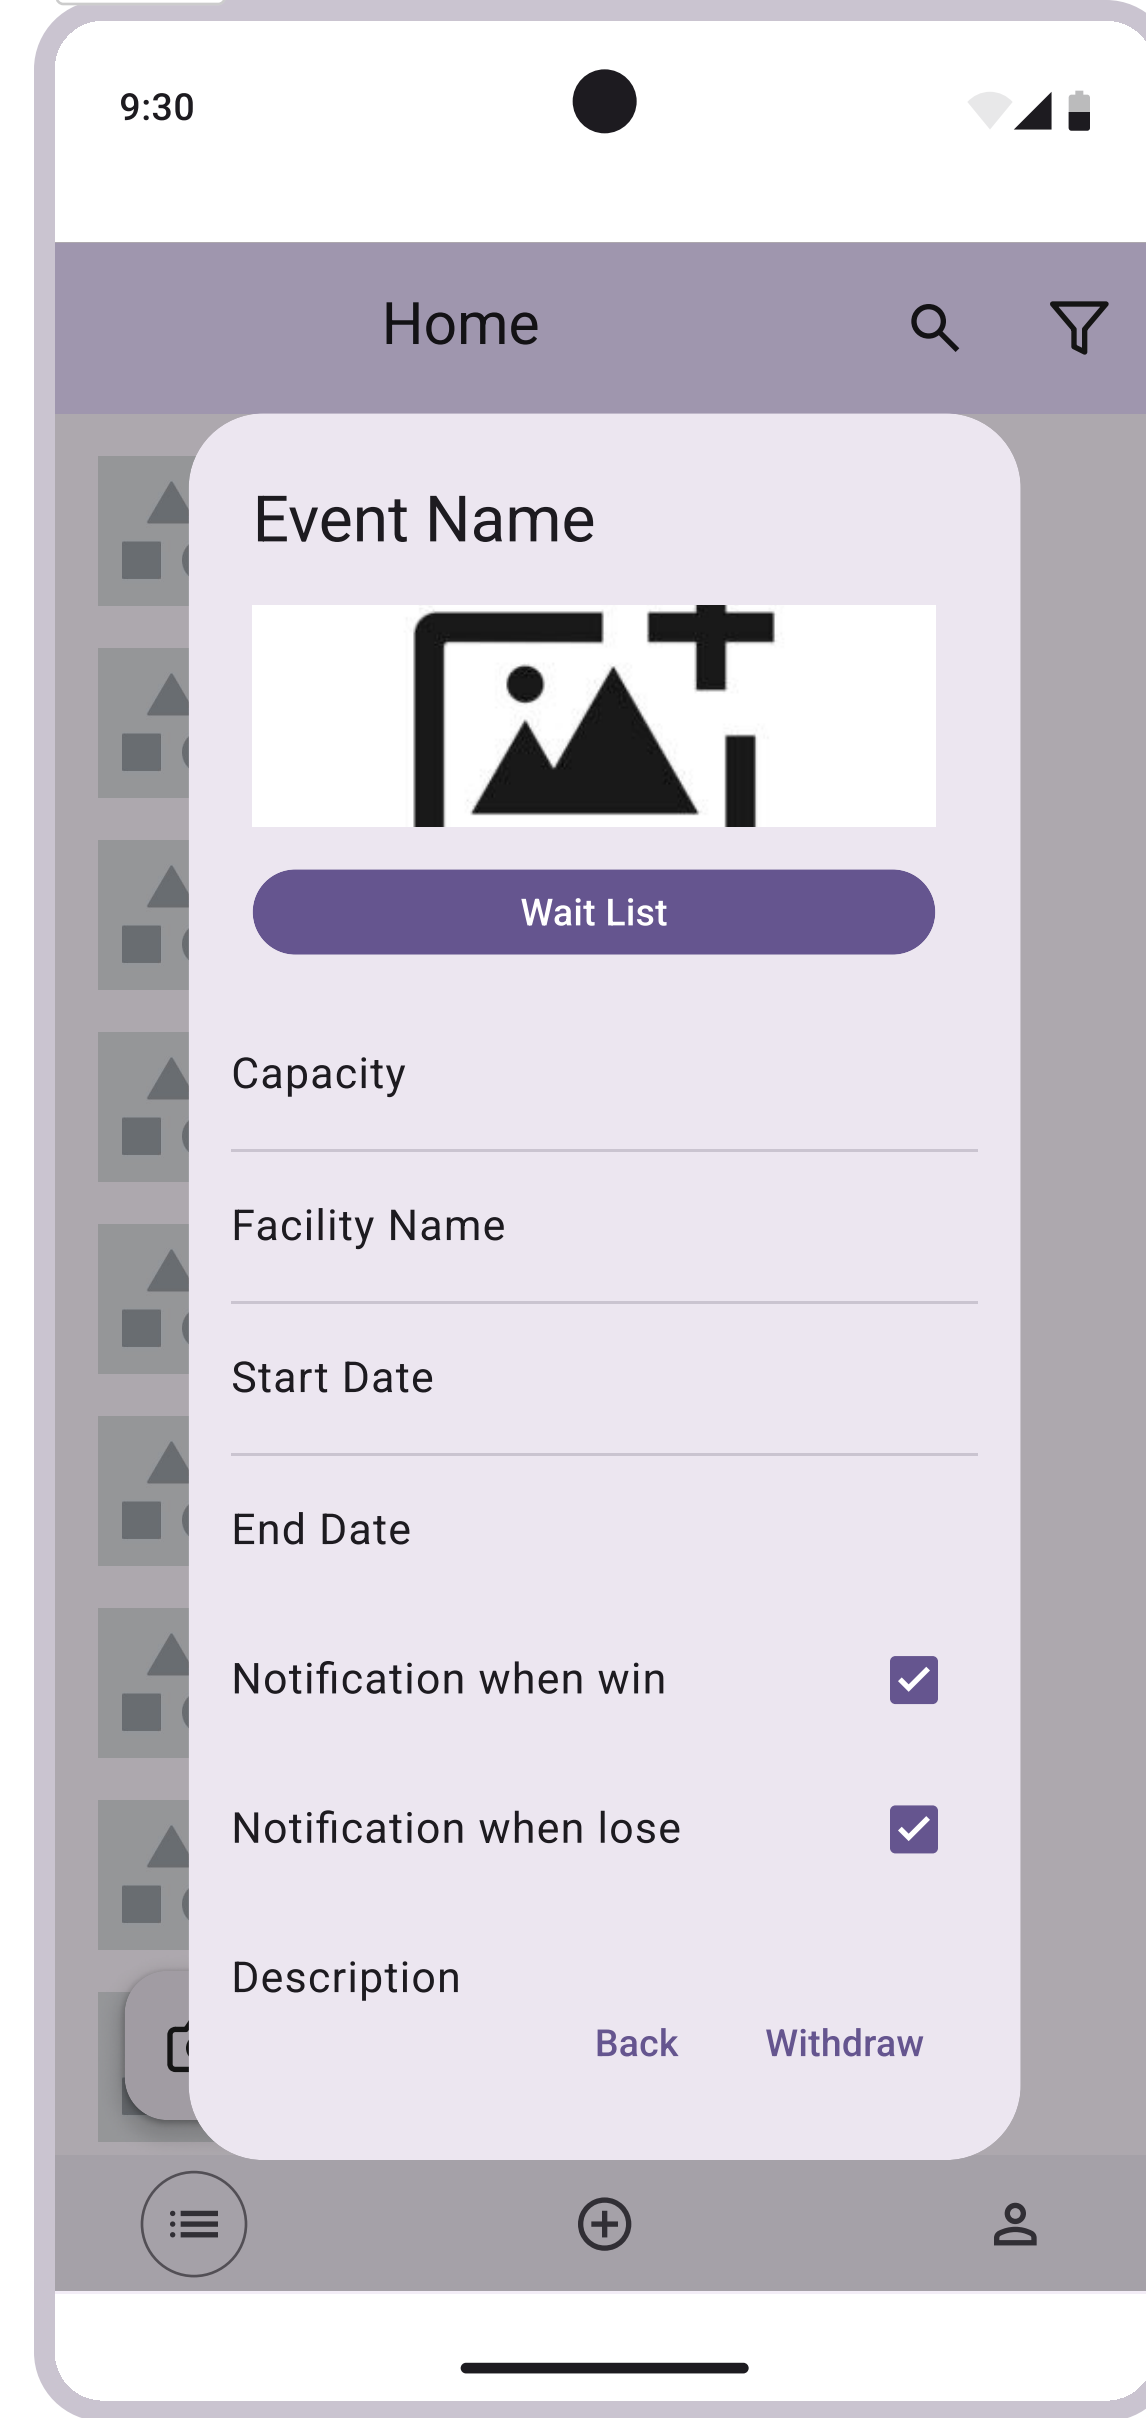 9:30
Home
Event Name
Wait List
Capacity
Facility Name
Start Date
End Date
Notification when win
Notification when lose
Description
Back
Withdraw